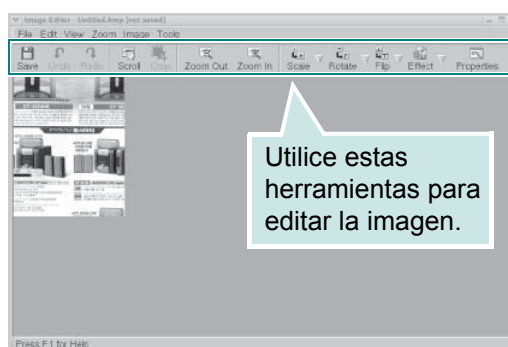 Image Editor - Untitled.bmp [not saved]
File Edit View Zoom Image Tools
Save Undo Redo Scroll Crop Zoom Out Zoom In Scale Rotate Flip Effect Properties
Utilice estas
herramientas para
editar la imagen.
Press F1 for Help